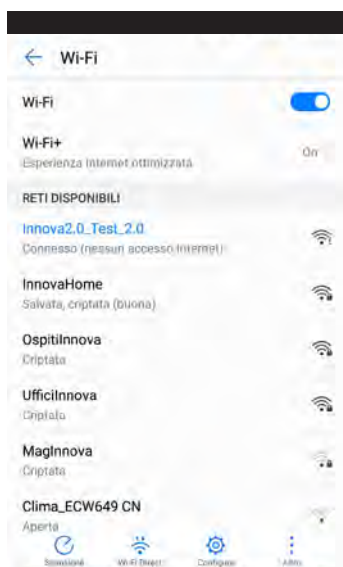 Wi-Fi
Wi-Fi
Wi-Fi+
On
Esperienza Internet ottimizzata
RETI DISPONIBILI
Innova2.0_Test_2.0
Connesso (nessun accesso Internet)
InnovaHome
Salvata, criptata (buona)
OspitiInnova
Criptata
UfficiInnova
Criptata
MagInnova
Criptata
Clima_ECW649 CN
Aperta
Scansione Wi-Fi Direct Configura Altro